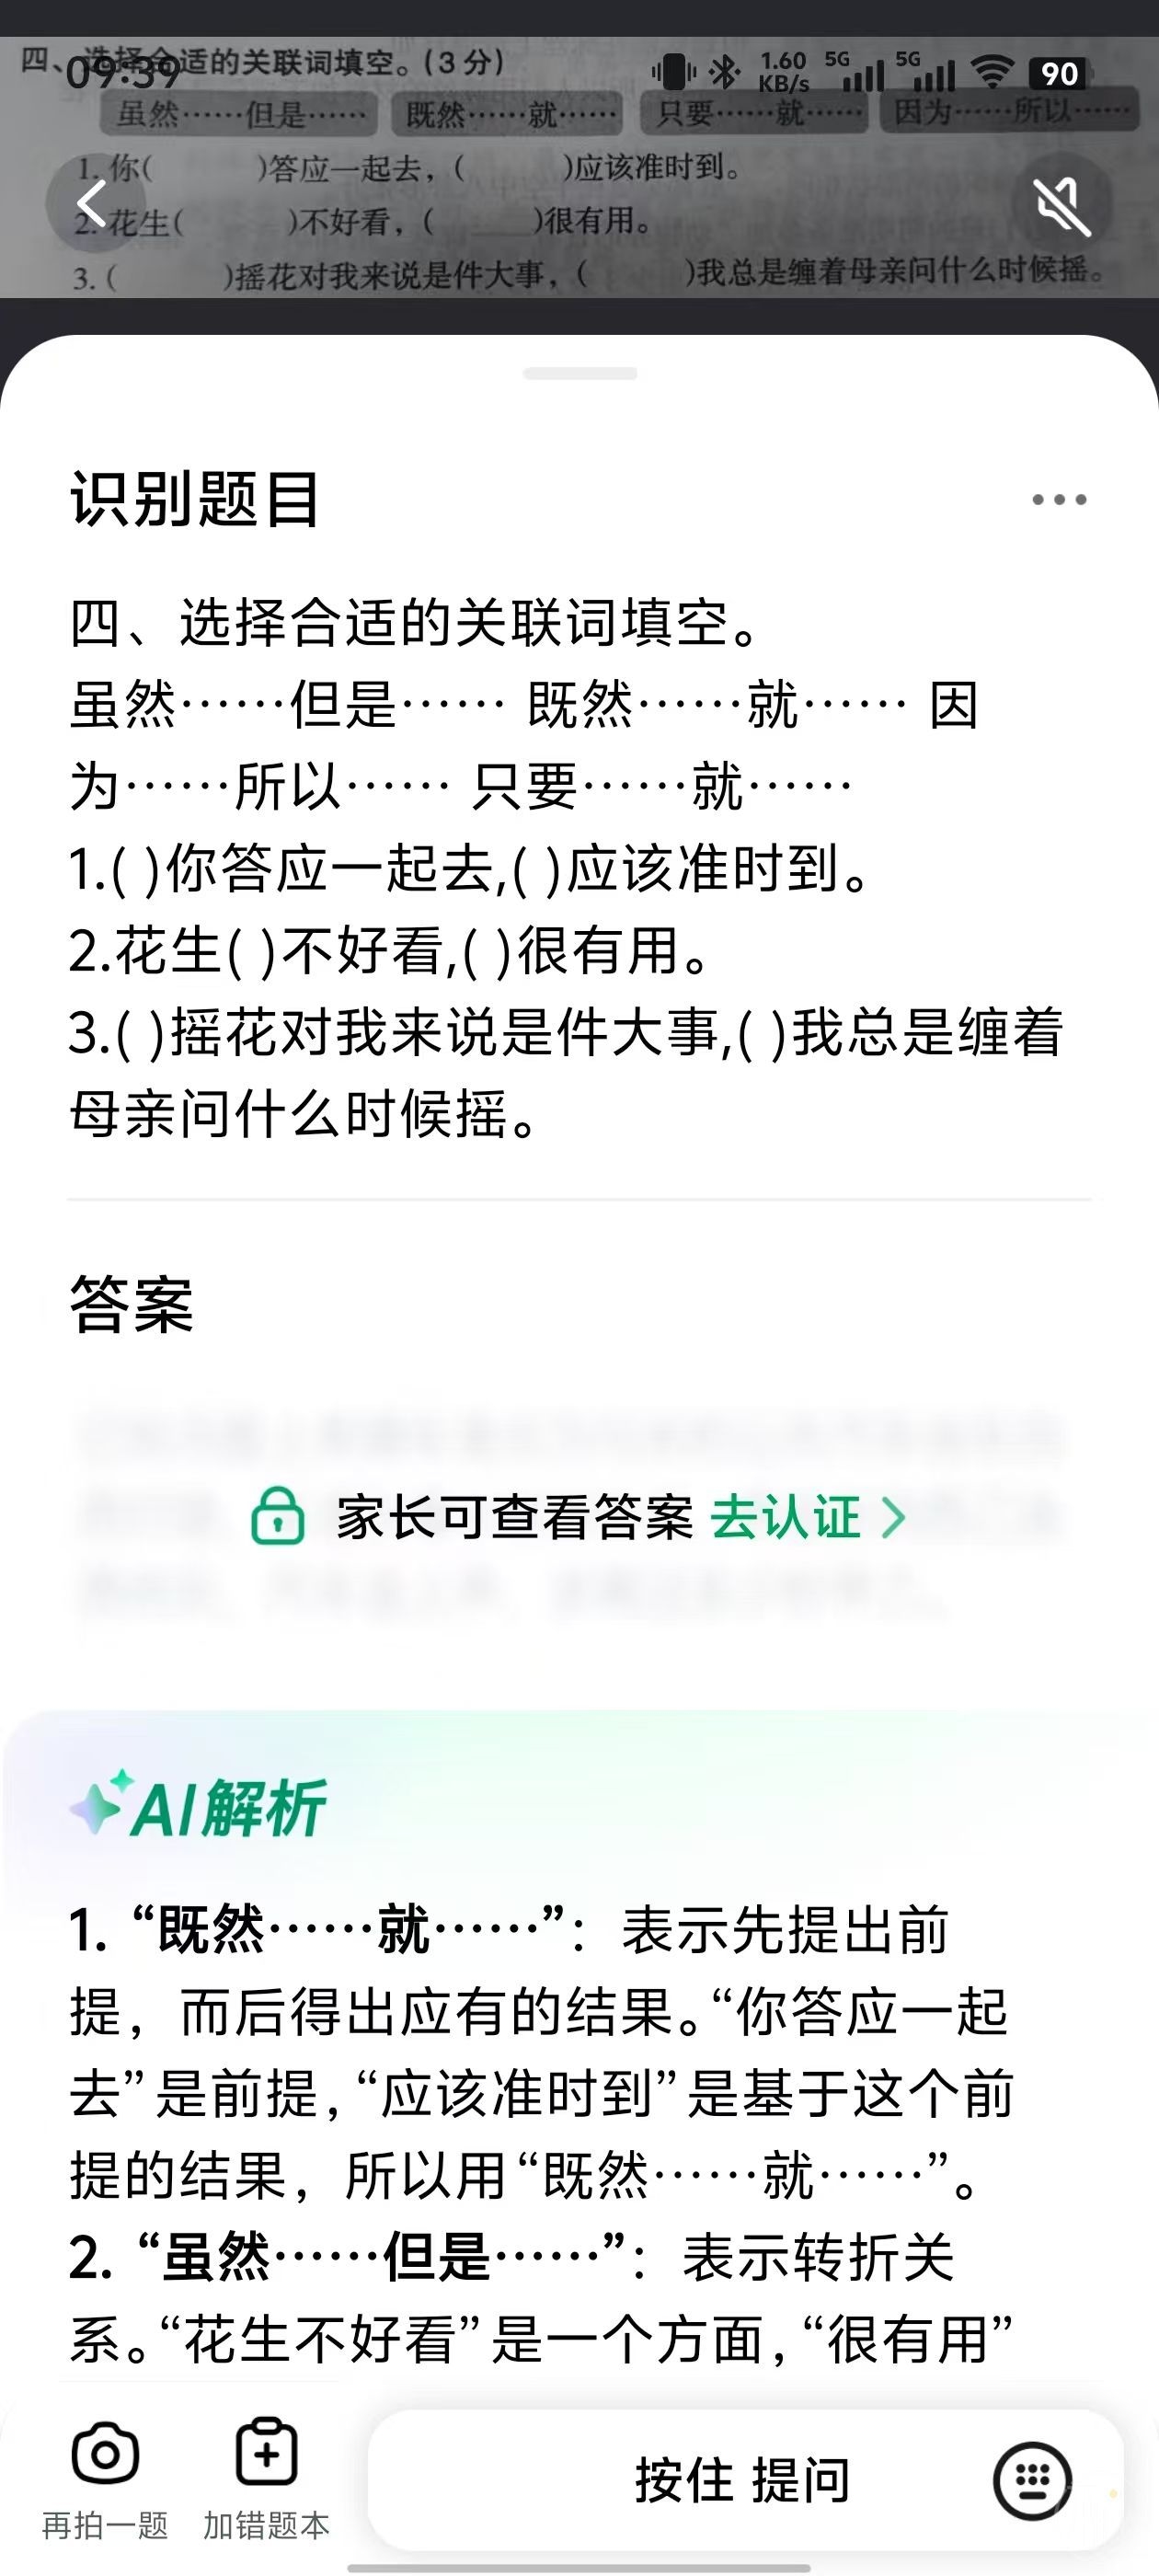 四、选择合适的关联词填空。(3分)
09:39
1.60 KB/s 5G 5G 90
虽然……但是…… 既然……就…… 只要……就…… 因为……所以……
1. 你( )答应一起去，( )应该准时到。
2. 花生( )不好看，( )很有用。
3. ( )摇花对我来说是件大事，( )我总是缠着母亲问什么时候摇。
识别题目
四、选择合适的关联词填空。
虽然……但是…… 既然……就…… 因
为……所以…… 只要……就……
1.( )你答应一起去,( )应该准时到。
2.花生( )不好看,( )很有用。
3.( )摇花对我来说是件大事,( )我总是缠着
母亲问什么时候摇。
答案
家长可查看答案 去认证
AI解析
1. “既然……就……”：表示先提出前
提，而后得出应有的结果。“你答应一起
去”是前提，“应该准时到”是基于这个前
提的结果，所以用“既然……就……”。
2. “虽然……但是……”：表示转折关
系。“花生不好看”是一个方面，“很有用”
按住 提问
再拍一题 加错题本